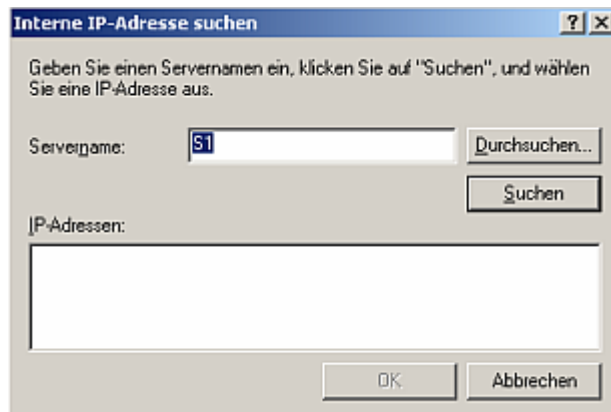 Interne IP-Adresse suchen
Geben Sie einen Servernamen ein, klicken Sie auf "Suchen", und wählen
Sie eine IP-Adresse aus.
Servername: S1 Durchsuchen...
Suchen
IP-Adressen:
OK Abbrechen